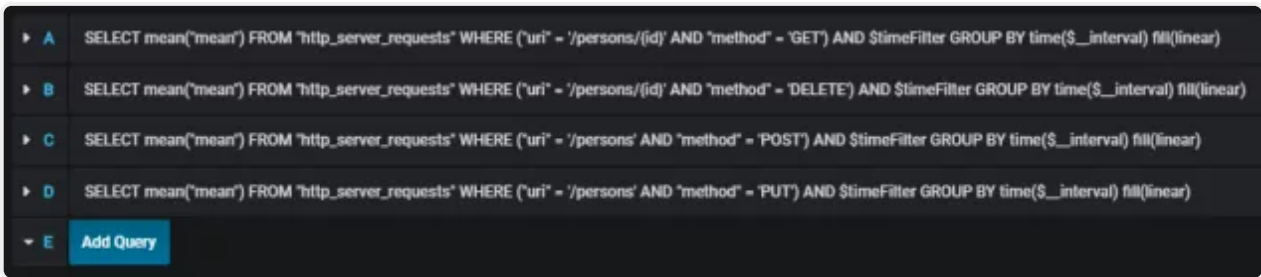 A SELECT mean("mean") FROM "http_server_requests" WHERE ("uri" = '/persons/{id}' AND "method" = 'GET') AND $timeFilter GROUP BY time($__interval) fill(linear)
B SELECT mean("mean") FROM "http_server_requests" WHERE ("uri" = '/persons/{id}' AND "method" = 'DELETE') AND $timeFilter GROUP BY time($__interval) fill(linear)
C SELECT mean("mean") FROM "http_server_requests" WHERE ("uri" = '/persons' AND "method" = 'POST') AND $timeFilter GROUP BY time($__interval) fill(linear)
D SELECT mean("mean") FROM "http_server_requests" WHERE ("uri" = '/persons' AND "method" = 'PUT') AND $timeFilter GROUP BY time($__interval) fill(linear)
E Add Query